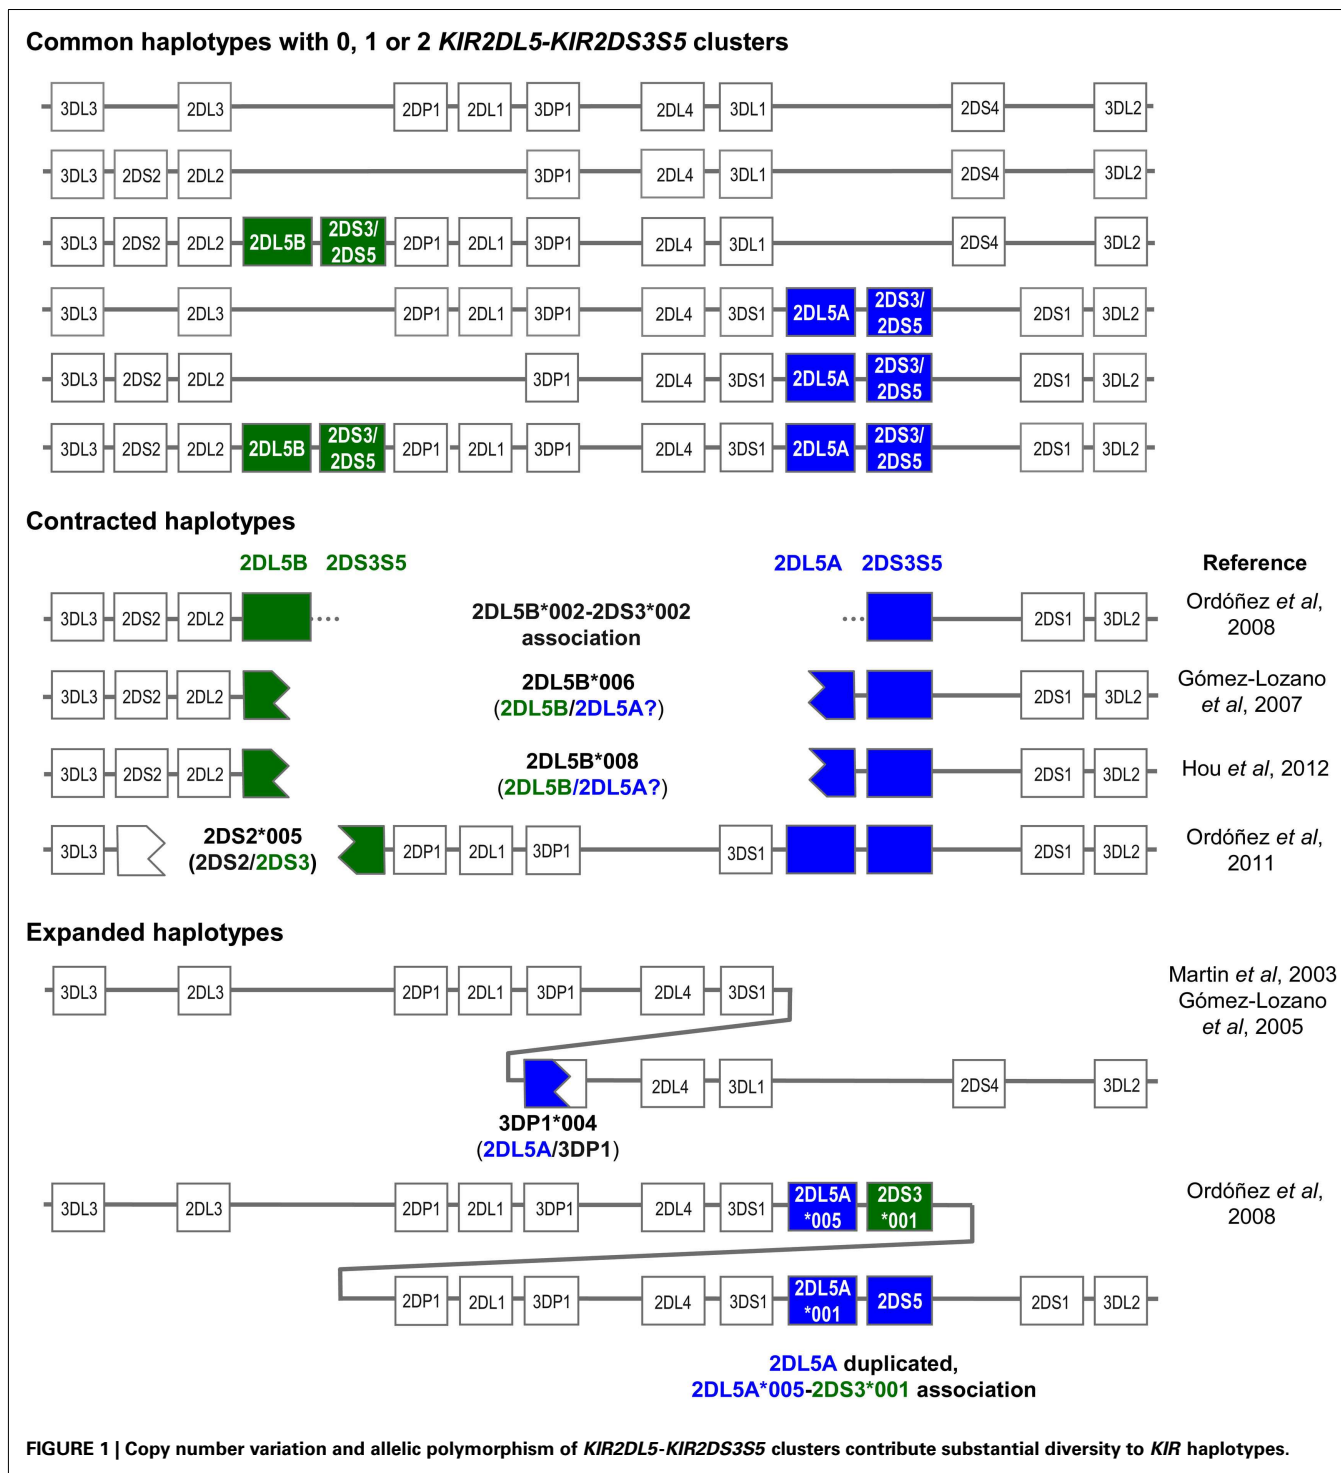 Common haplotypes with 0, 1 or 2 KIR2DL5-KIR2DS3S5 clusters
3DL3 2DL3 2DP1 2DL1 3DP1 2DL4 3DL1 2DS4 3DL2
3DL3 2DS2 2DL2 3DP1 2DL4 3DL1 2DS4 3DL2
3DL3 2DS2 2DL2 2DL5B 2DS3/ 2DS5 2DP1 2DL1 3DP1 2DL4 3DL1 2DS4 3DL2
3DL3 2DL3 2DP1 2DL1 3DP1 2DL4 3DS1 2DL5A 2DS3/ 2DS5 2DS1 3DL2
3DL3 2DS2 2DL2 3DP1 2DL4 3DS1 2DL5A 2DS3/ 2DS5 2DS1 3DL2
3DL3 2DS2 2DL2 2DL5B 2DS3/ 2DS5 2DP1 2DL1 3DP1 2DL4 3DS1 2DL5A 2DS3/ 2DS5 2DS1 3DL2
Contracted haplotypes
2DL5B 2DS3S5 2DL5A 2DS3S5 Reference
3DL3 2DS2 2DL2 2DL5B*002-2DS3*002 association 2DS1 3DL2 Ordóñez et al, 2008
3DL3 2DS2 2DL2 2DL5B*006 (2DL5B/2DL5A?) 2DS1 3DL2 Gómez-Lozano et al, 2007
3DL3 2DS2 2DL2 2DL5B*008 (2DL5B/2DL5A?) 2DS1 3DL2 Hou et al, 2012
3DL3 2DS2*005 (2DS2/2DS3) 2DP1 2DL1 3DP1 3DS1 2DS1 3DL2 Ordóñez et al, 2011
Expanded haplotypes
3DL3 2DL3 2DP1 2DL1 3DP1 2DL4 3DS1 Martin et al, 2003 Gómez-Lozano et al, 2005
2DL4 3DL1 2DS4 3DL2
3DP1*004
(2DL5A/3DP1)
3DL3 2DL3 2DP1 2DL1 3DP1 2DL4 3DS1 2DL5A *005 2DS3 *001 Ordóñez et al, 2008
2DP1 2DL1 3DP1 2DL4 3DS1 2DL5A *001 2DS5 2DS1 3DL2
2DL5A duplicated,
2DL5A*005-2DS3*001 association
FIGURE 1 | Copy number variation and allelic polymorphism of KIR2DL5-KIR2DS3S5 clusters contribute substantial diversity to KIR haplotypes.